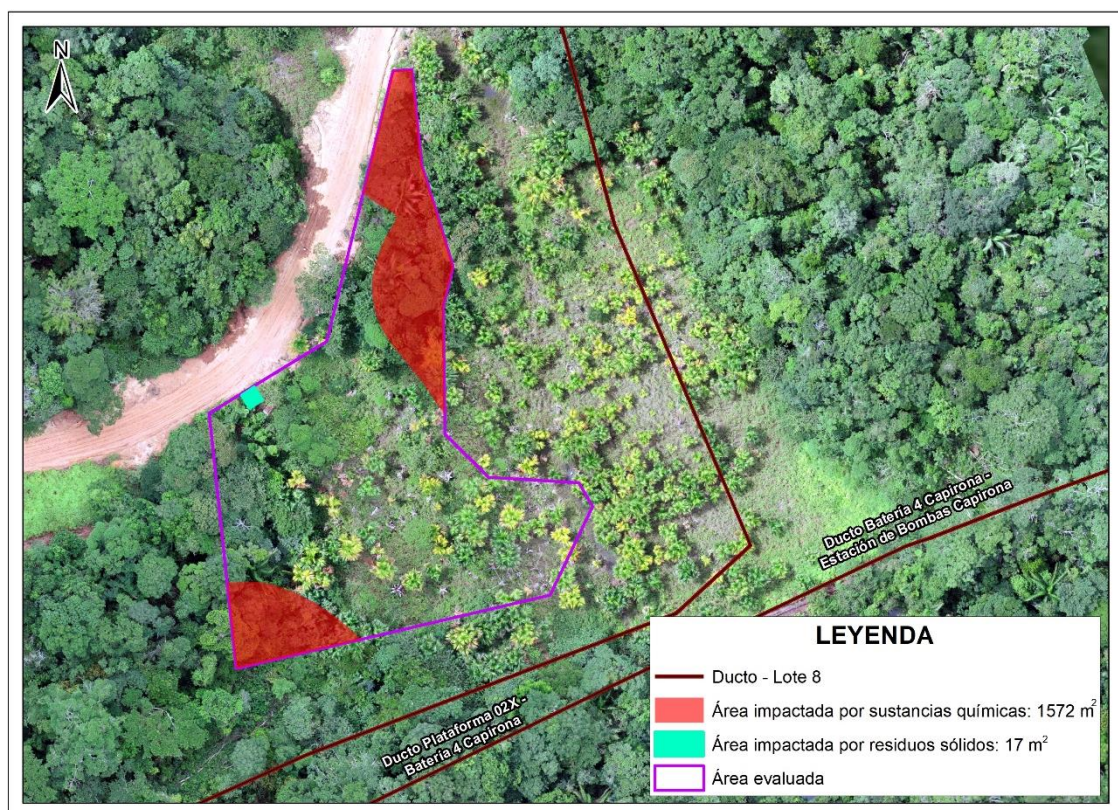 N
Ducto Batería 4 Capirona -
Estación de Bombas Capirona
Ducto Plataforma 02X -
Batería 4 Capirona
LEYENDA
Ducto - Lote 8
Área impactada por sustancias químicas: 1572 m²
Área impactada por residuos sólidos: 17 m²
Área evaluada